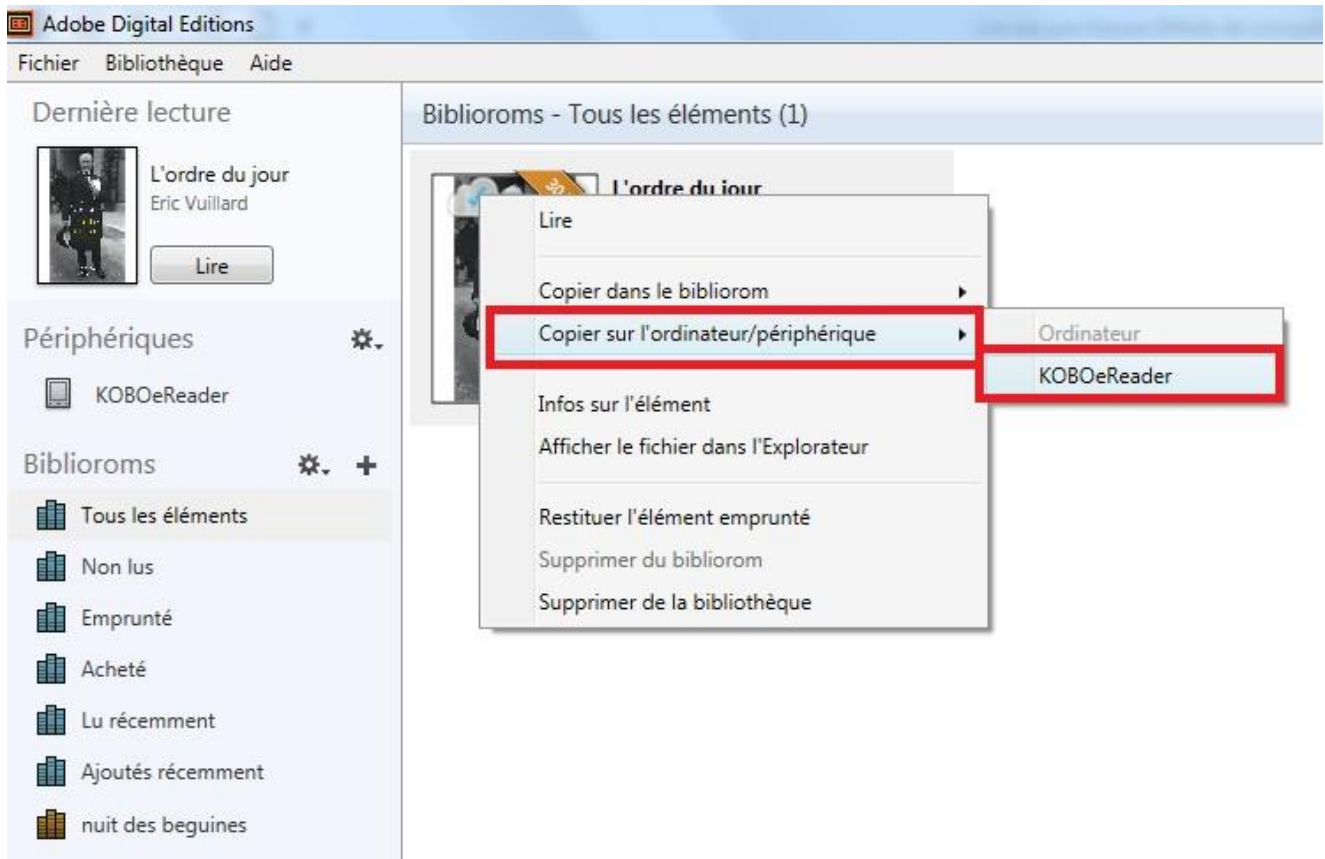 Adobe Digital Editions
Fichier Bibliothèque Aide
Dernière lecture
L'ordre du jour
Eric Vuillard
Lire
Périphériques
KOBOeReader
Biblioroms
Tous les éléments
Non lus
Emprunté
Acheté
Lu récemment
Ajoutés récemment
nuit des beguines
Biblioroms - Tous les éléments (1)
L'ordre du jour
Lire
Copier dans le bibliorom
Copier sur l'ordinateur/périphérique
Ordinateur
KOBOeReader
Infos sur l'élément
Afficher le fichier dans l'Explorateur
Restituer l'élément emprunté
Supprimer du bibliorom
Supprimer de la bibliothèque